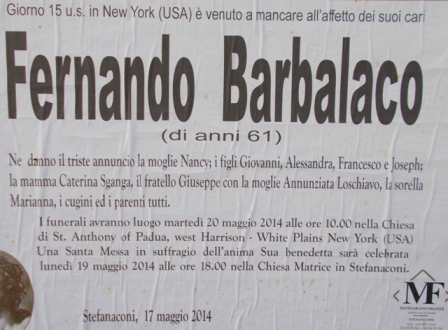 Giorno 15 u.s. in New York (USA) è venuto a mancare all'affetto dei suoi cari
Fernando Barbalaco
(di anni 61)
Ne danno il triste annuncio la moglie Nancy; i figli Giovanni, Alessandra, Francesco e Joseph;
la mamma Caterina Sganga, il fratello Giuseppe con la moglie Annunziata Loschiavo, la sorella
Marianna, i cugini ed i parenti tutti.
I funerali avranno luogo martedì 20 maggio 2014 alle ore 10.00 nella Chiesa
di St. Anthony of Padua, west Harrison - White Plains New York (USA)
Una Santa Messa in suffragio dell'anima Sua benedetta sarà celebrata
lunedì 19 maggio 2014 alle ore 18.00 nella Chiesa Matrice in Stefanaconi.
Stefanaconi, 17 maggio 2014
MF